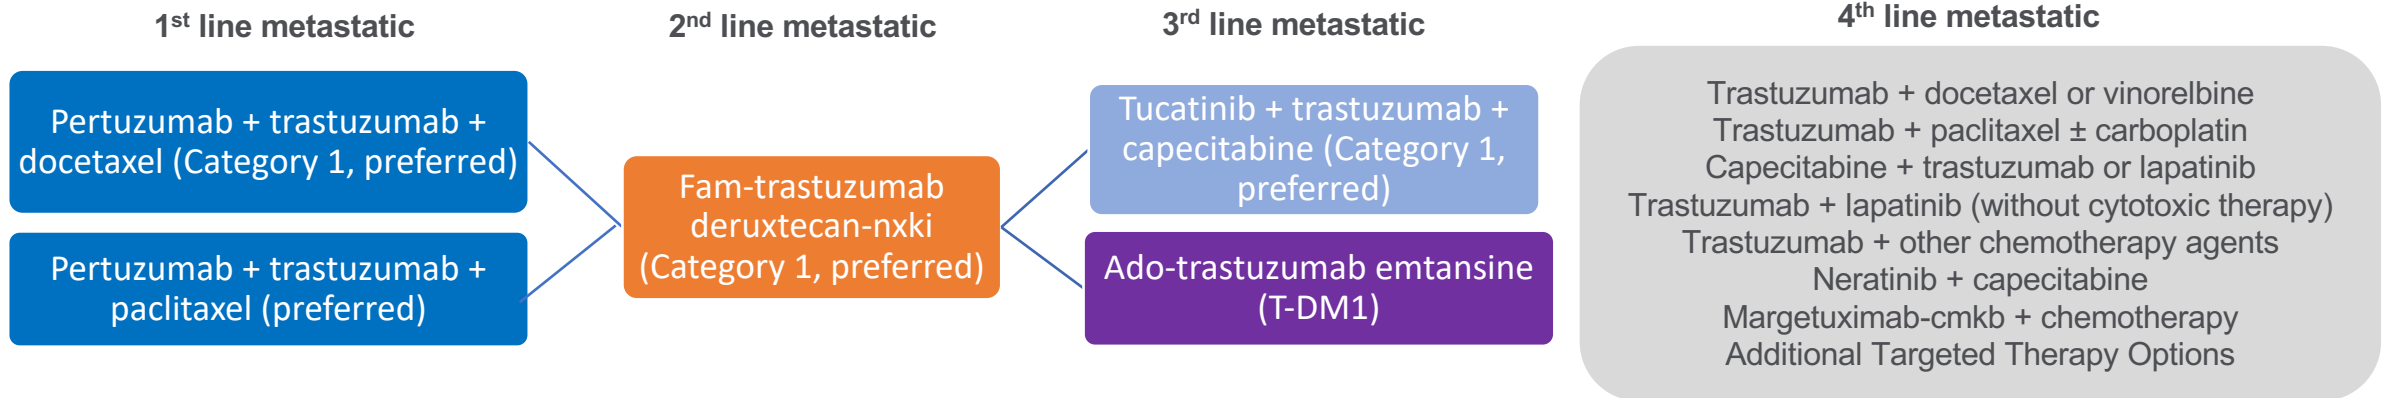 1st line metastatic
Pertuzumab + trastuzumab +
docetaxel (Category 1, preferred)
Pertuzumab + trastuzumab +
paclitaxel (preferred)
2nd line metastatic
Fam-trastuzumab
deruxtecan-nxki
(Category 1, preferred)
3rd line metastatic
Tucatinib + trastuzumab +
capecitabine (Category 1,
preferred)
Ado-trastuzumab emtansine
(T-DM1)
4th line metastatic
Trastuzumab + docetaxel or vinorelbine
Trastuzumab + paclitaxel ± carboplatin
Capecitabine + trastuzumab or lapatinib
Trastuzumab + lapatinib (without cytotoxic therapy)
Trastuzumab + other chemotherapy agents
Neratinib + capecitabine
Margetuximab-cmkb + chemotherapy
Additional Targeted Therapy Options